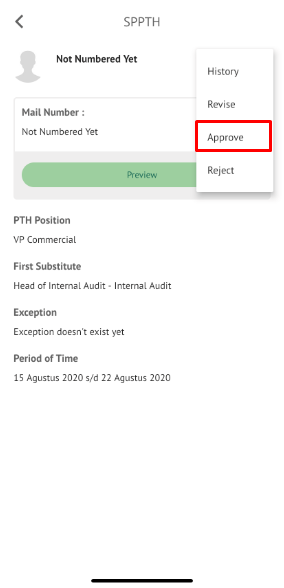 SPPTH
Not Numbered Yet
History
Revise
Approve
Reject
Mail Number :
Not Numbered Yet
Preview
PTH Position
VP Commercial
First Substitute
Head of Internal Audit - Internal Audit
Exception
Exception doesn't exist yet
Period of Time
15 Agustus 2020 s/d 22 Agustus 2020